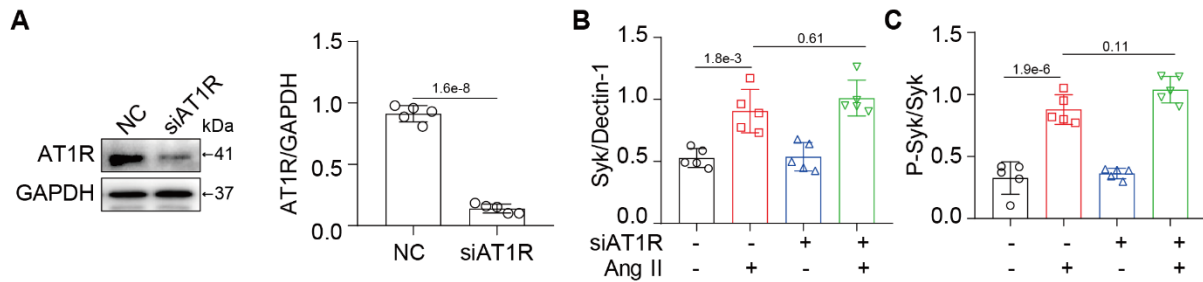 A
NC
siAT1R
kDa
AT1R
←41
GAPDH
←37
AT1R/GAPDH
1.5
1.0
0.5
0.0
1.6e-8
NC
siAT1R
B
Syk/Dectin-1
1.5
1.0
0.5
0.0
1.8e-3
0.61
siAT1R - - + +
Ang II - + - +
C
P-Syk/Syk
1.5
1.0
0.5
0.0
1.9e-6
0.11
- - + +
- + - +